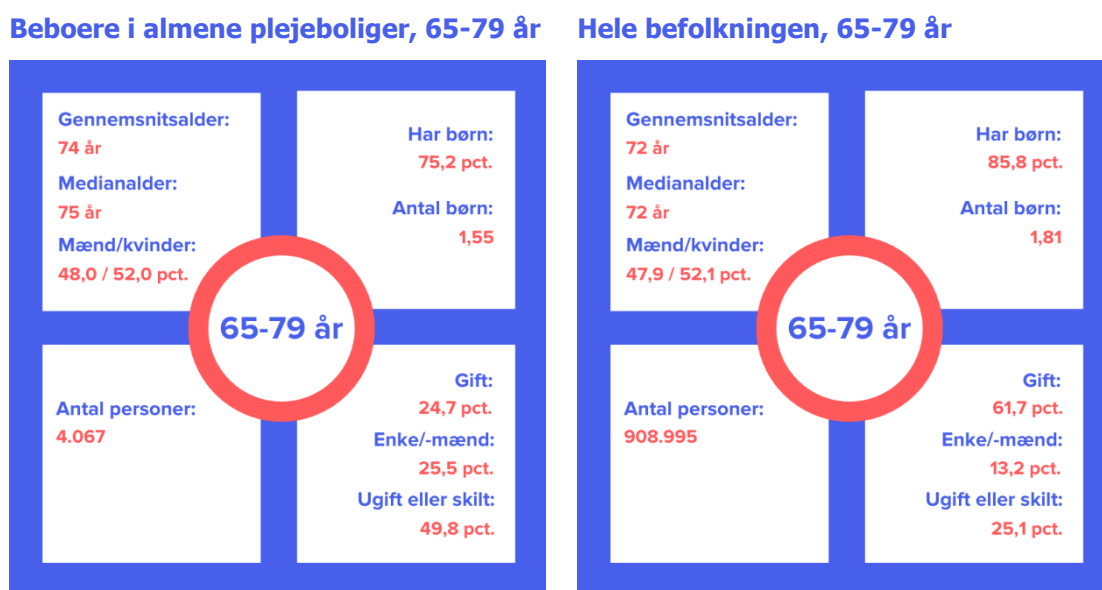 Beboere i almene plejeboliger, 65-79 år
Gennemsnitsalder:
74 år
Medianalder:
75 år
Mænd/kvinder:
48,0 / 52,0 pct.
Har børn:
75,2 pct.
Antal børn:
1,55
65-79 år
Antal personer:
4.067
Gift:
24,7 pct.
Enke/-mænd:
25,5 pct.
Ugift eller skilt:
49,8 pct.
Hele befolkningen, 65-79 år
Gennemsnitsalder:
72 år
Medianalder:
72 år
Mænd/kvinder:
47,9 / 52,1 pct.
Har børn:
85,8 pct.
Antal børn:
1,81
65-79 år
Antal personer:
908.995
Gift:
61,7 pct.
Enke/-mænd:
13,2 pct.
Ugift eller skilt:
25,1 pct.